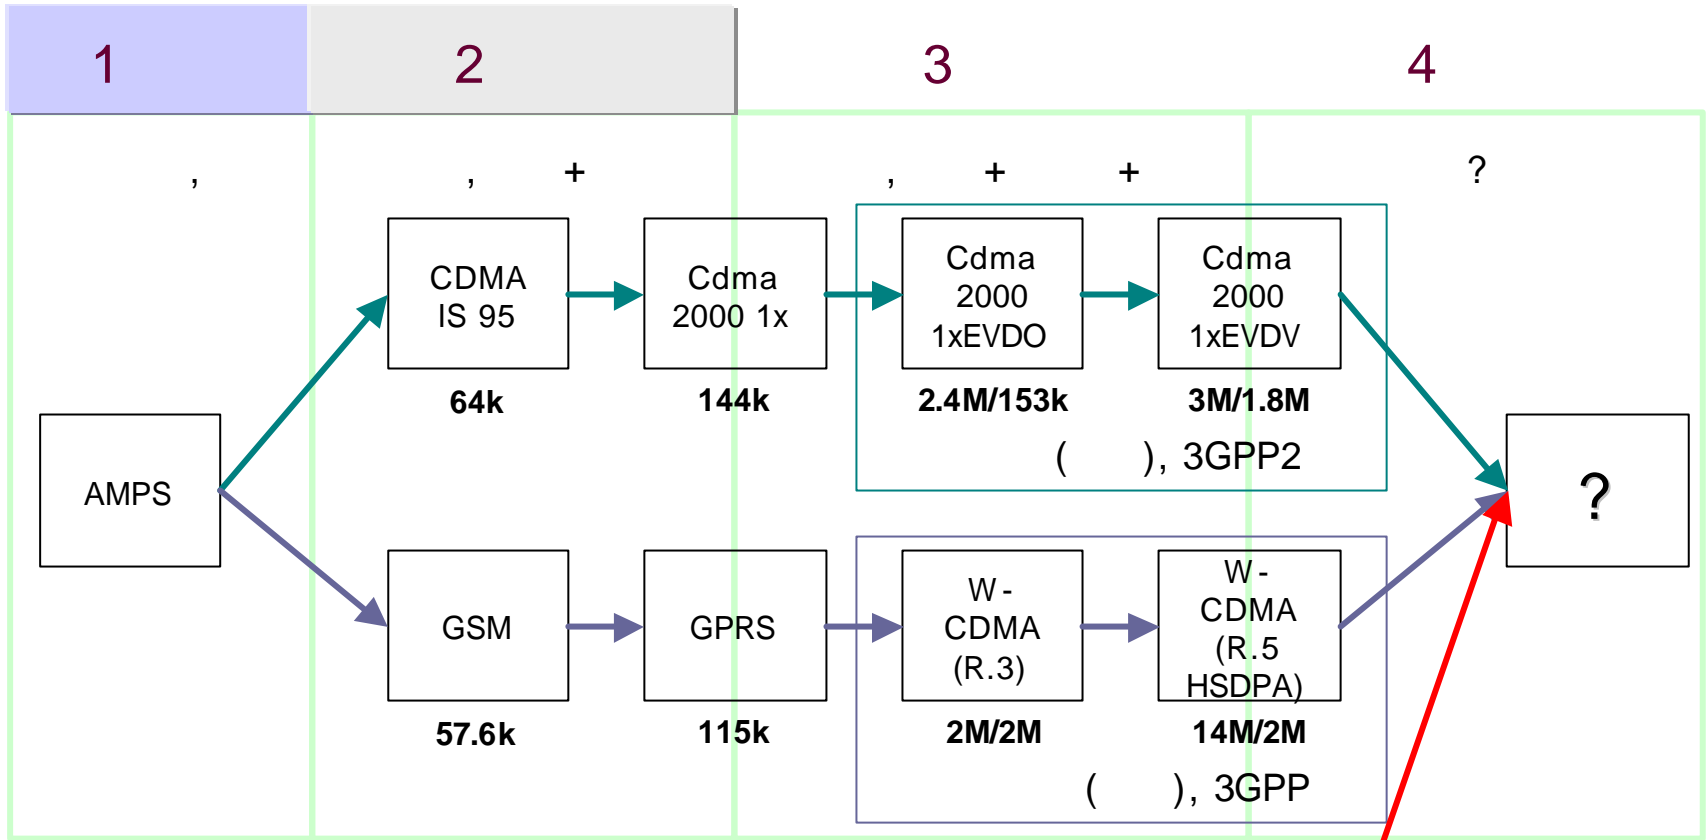 1 2 3 4
, , + , + + ?
CDMA
IS 95
64k
Cdma
2000 1x
144k
Cdma
2000
1xEVDO
2.4M/153k
Cdma
2000
1xEVDV
3M/1.8M
( ), 3GPP2
AMPS
?
GSM
57.6k
GPRS
115k
W-
CDMA
(R.3)
2M/2M
W-
CDMA
(R.5
HSDPA)
14M/2M
( ), 3GPP